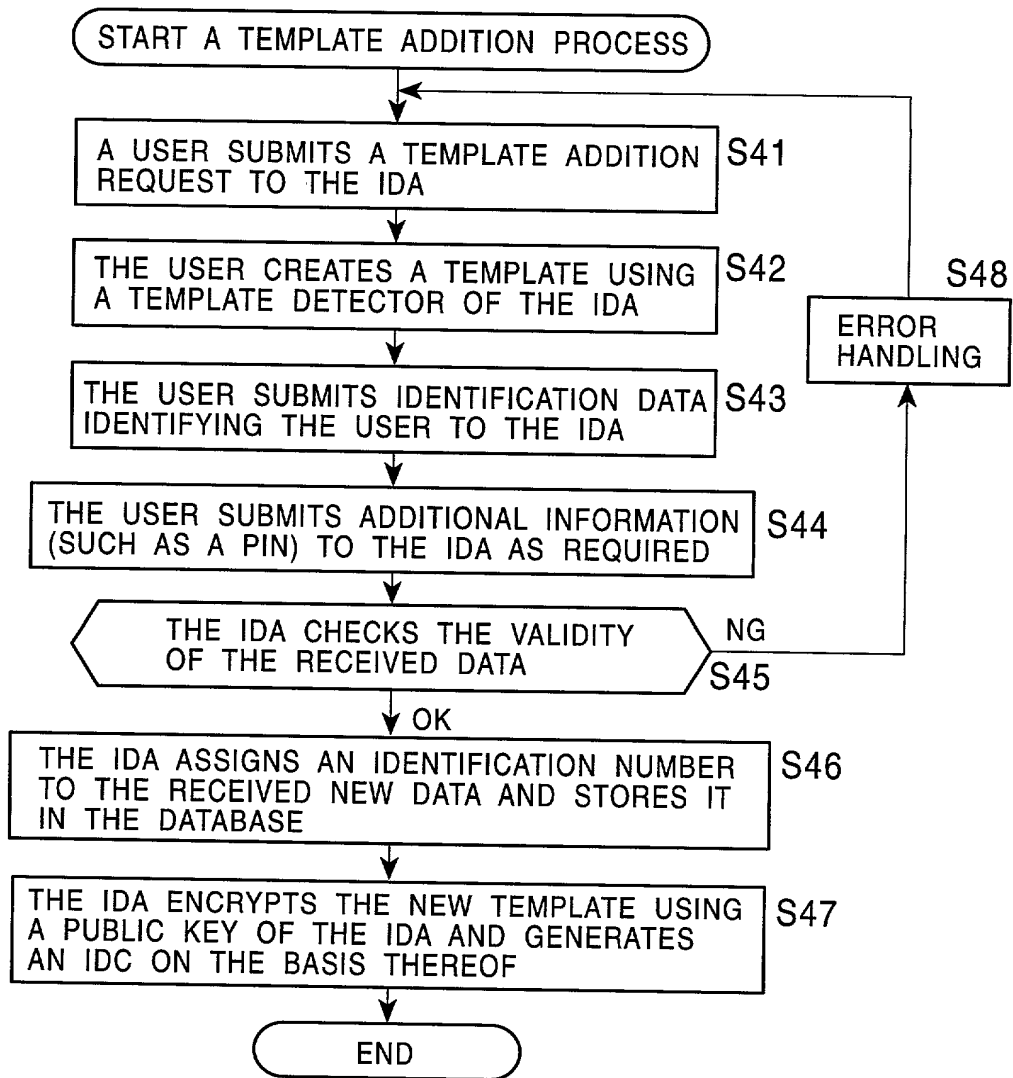 START A TEMPLATE ADDITION PROCESS
A USER SUBMITS A TEMPLATE ADDITION
REQUEST TO THE IDA
S41
THE USER CREATES A TEMPLATE USING
A TEMPLATE DETECTOR OF THE IDA
S42
S48
ERROR
HANDLING
THE USER SUBMITS IDENTIFICATION DATA
IDENTIFYING THE USER TO THE IDA
S43
THE USER SUBMITS ADDITIONAL INFORMATION
(SUCH AS A PIN) TO THE IDA AS REQUIRED
S44
THE IDA CHECKS THE VALIDITY
OF THE RECEIVED DATA
NG
S45
OK
THE IDA ASSIGNS AN IDENTIFICATION NUMBER
TO THE RECEIVED NEW DATA AND STORES IT
IN THE DATABASE
S46
THE IDA ENCRYPTS THE NEW TEMPLATE USING
A PUBLIC KEY OF THE IDA AND GENERATES
AN IDC ON THE BASIS THEREOF
S47
END